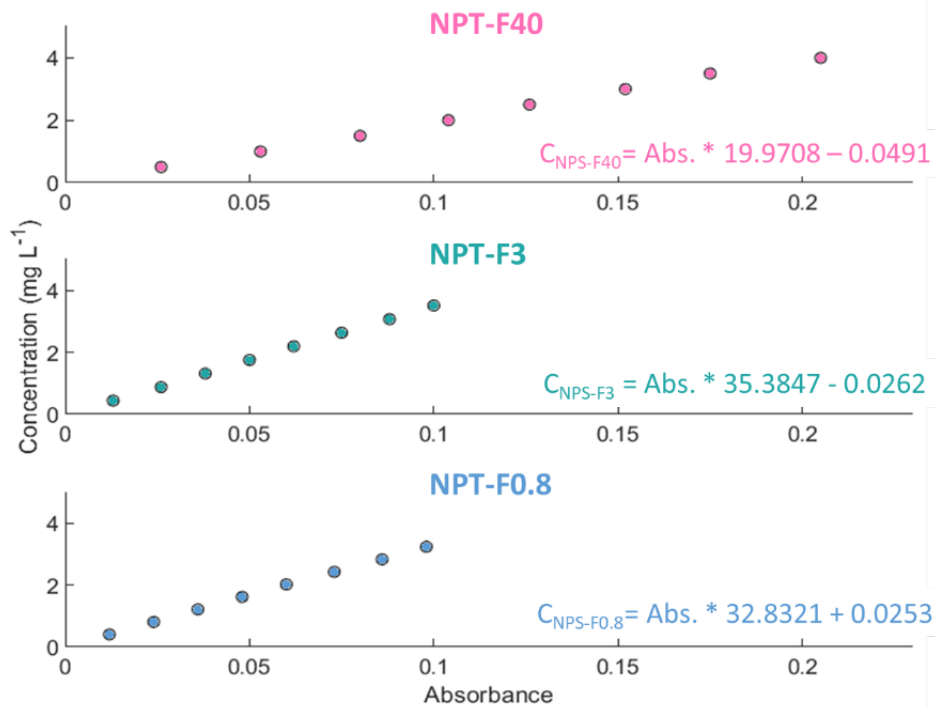 NPT-F40
4
2
0
C_NPS-F40= Abs. * 19.9708 – 0.0491
0 0.05 0.1 0.15 0.2
NPT-F3
Concentration (mg L⁻¹)
4
2
0
C_NPS-F3 = Abs. * 35.3847 - 0.0262
0 0.05 0.1 0.15 0.2
NPT-F0.8
4
2
0
C_NPS-F0.8= Abs. * 32.8321 + 0.0253
0 0.05 0.1 0.15 0.2
Absorbance